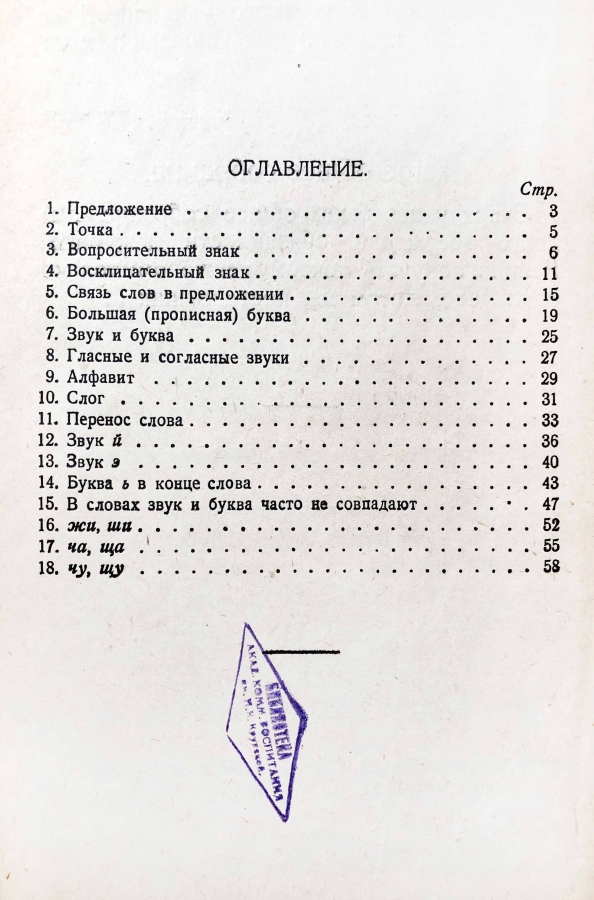 ОГЛАВЛЕНИЕ.
Стр.
1. Предложение . . . . . . . . . . . . . . . . . . . 3
2. Точка . . . . . . . . . . . . . . . . . . . . . . 5
3. Вопросительный знак . . . . . . . . . . . . . . . 6
4. Восклицательный знак . . . . . . . . . . . . . . . 11
5. Связь слов в предложении . . . . . . . . . . . . . 15
6. Большая (прописная) буква . . . . . . . . . . . . 19
7. Звук и буква . . . . . . . . . . . . . . . . . . 25
8. Гласные и согласные звуки . . . . . . . . . . . . 27
9. Алфавит . . . . . . . . . . . . . . . . . . . . . 29
10. Слог . . . . . . . . . . . . . . . . . . . . . . 31
11. Перенос слова . . . . . . . . . . . . . . . . . . 33
12. Звук й . . . . . . . . . . . . . . . . . . . . . 36
13. Звук э . . . . . . . . . . . . . . . . . . . . . 40
14. Буква ь в конце слова . . . . . . . . . . . . . . 43
15. В словах звук и буква часто не совпадают . . . . . 47
16. жи, ши . . . . . . . . . . . . . . . . . . . . . 52
17. ча, ща . . . . . . . . . . . . . . . . . . . . . 55
18. чу, щу . . . . . . . . . . . . . . . . . . . . . 58
БИБЛИОТЕКА
АКАД. КОММ. ВОСПИТАНИЯ
им. Н. К. Крупской.